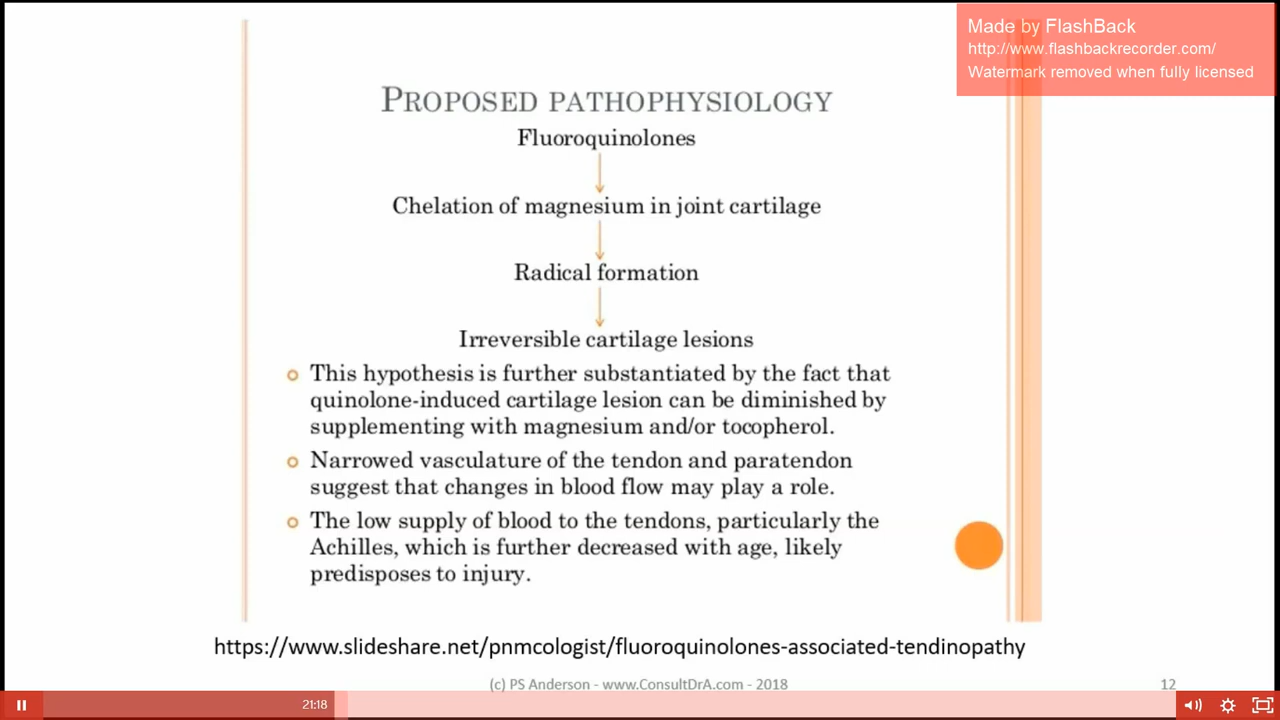 Made by FlashBack
http://www.flashbackrecorder.com/
Watermark removed when fully licensed
PROPOSED PATHOPHYSIOLOGY
Fluoroquinolones
Chelation of magnesium in joint cartilage
Radical formation
Irreversible cartilage lesions
This hypothesis is further substantiated by the fact that
quinolone-induced cartilage lesion can be diminished by
supplementing with magnesium and/or tocopherol.
Narrowed vasculature of the tendon and paratendon
suggest that changes in blood flow may play a role.
The low supply of blood to the tendons, particularly the
Achilles, which is further decreased with age, likely
predisposes to injury.
https://www.slideshare.net/pnmcologist/fluoroquinolones-associated-tendinopathy
(c) PS Anderson - www.ConsultDrA.com - 2018
12
21:18